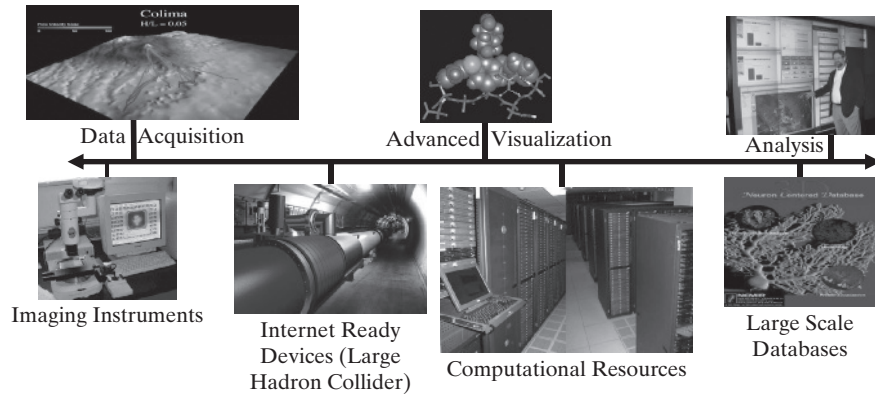 Colima
H/L = 0.05
Data Acquisition
Advanced Visualization
Analysis
Neuron Centered Database
Imaging Instruments
Internet Ready
Devices (Large
Hadron Collider)
Computational Resources
Large Scale
Databases